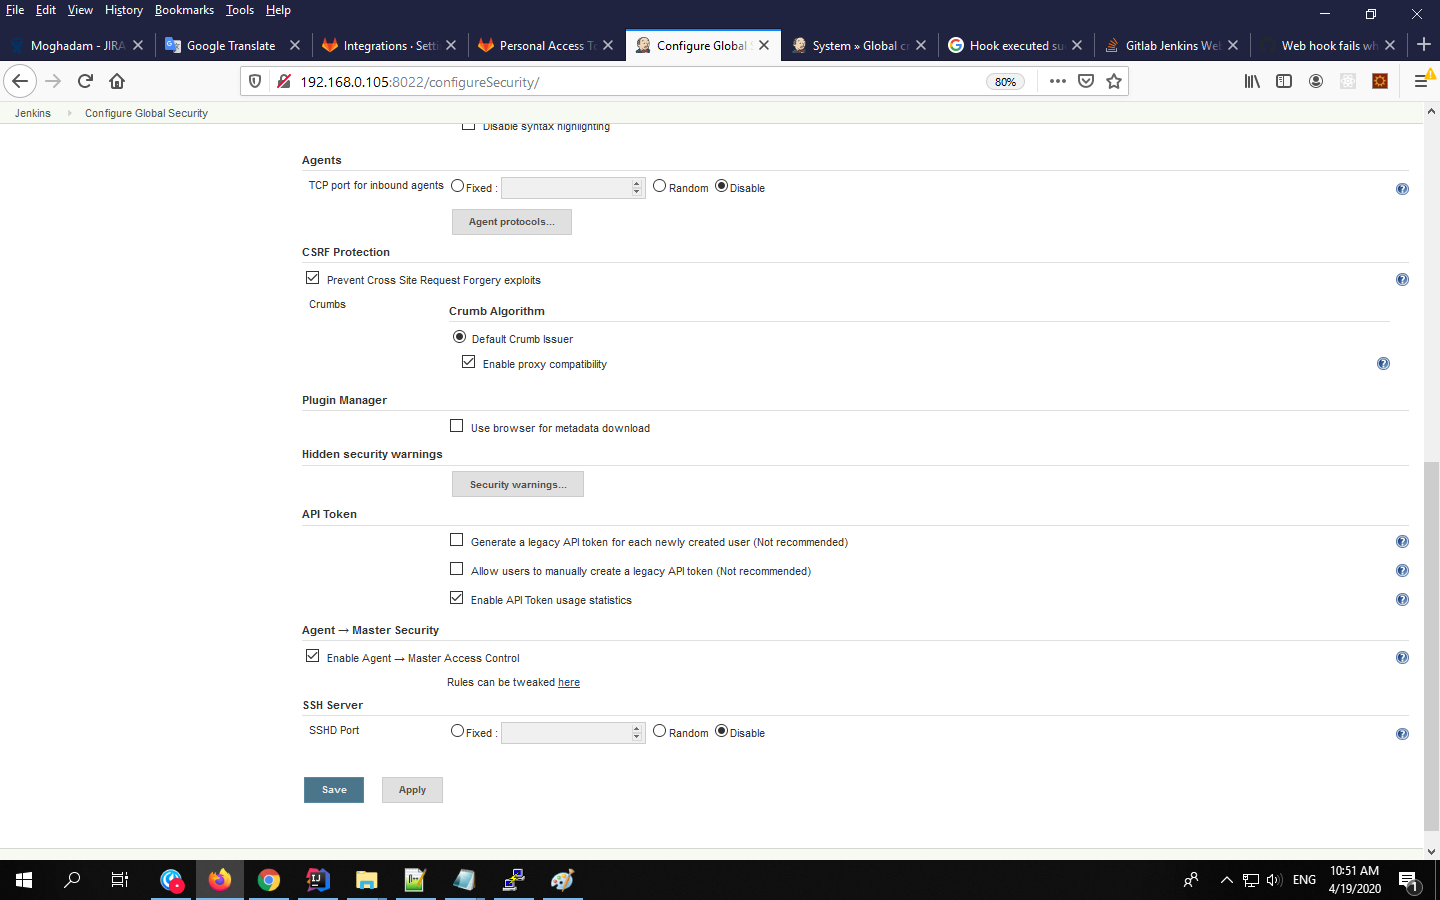 File Edit View History Bookmarks Tools Help
Moghadam - JIRA
Google Translate
Integrations · Setti
Personal Access To
Configure Global S
System » Global cr
Hook executed suc
Gitlab Jenkins Web
Web hook fails wh
192.168.0.105:8022/configureSecurity/
80%
Jenkins
Configure Global Security
Disable syntax highlighting
Agents
TCP port for inbound agents Fixed : Random Disable
Agent protocols...
CSRF Protection
Prevent Cross Site Request Forgery exploits
Crumbs
Crumb Algorithm
Default Crumb Issuer
Enable proxy compatibility
Plugin Manager
Use browser for metadata download
Hidden security warnings
Security warnings...
API Token
Generate a legacy API token for each newly created user (Not recommended)
Allow users to manually create a legacy API token (Not recommended)
Enable API Token usage statistics
Agent → Master Security
Enable Agent → Master Access Control
Rules can be tweaked here
SSH Server
SSHD Port Fixed : Random Disable
Save Apply
ENG
10:51 AM
4/19/2020
1